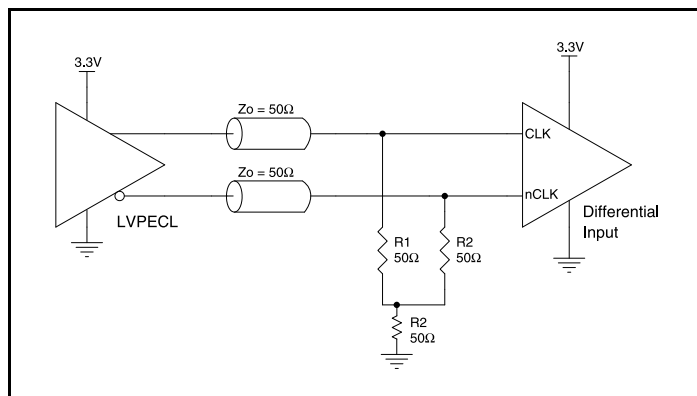 3.3V
3.3V
Zo = 50Ω
CLK
Zo = 50Ω
nCLK
LVPECL
Differential
Input
R1
50Ω
R2
50Ω
R2
50Ω